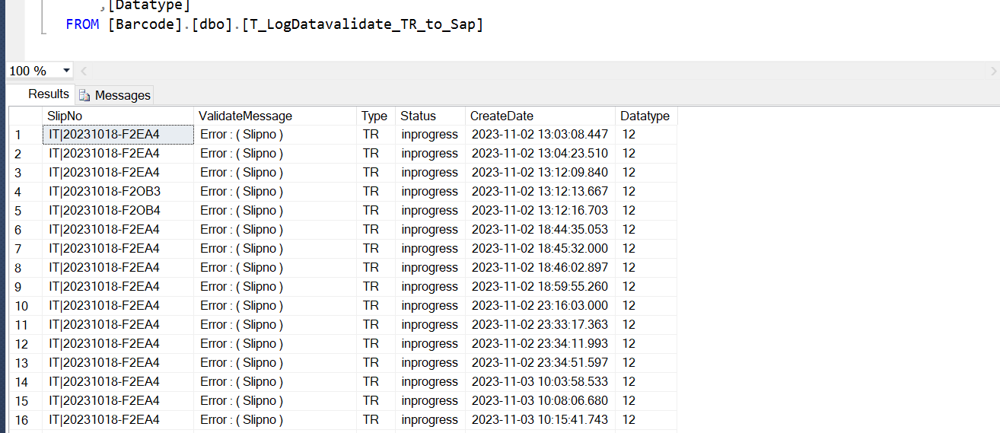 ,[Datatype]
FROM [Barcode].[dbo].[T_LogDatavalidate_TR_to_Sap]
100 %
Results Messages
SlipNo ValidateMessage Type Status CreateDate Datatype
1 IT|20231018-F2EA4 Error : ( Slipno ) TR inprogress 2023-11-02 13:03:08.447 12
2 IT|20231018-F2EA4 Error : ( Slipno ) TR inprogress 2023-11-02 13:04:23.510 12
3 IT|20231018-F2EA4 Error : ( Slipno ) TR inprogress 2023-11-02 13:12:09.840 12
4 IT|20231018-F2OB3 Error : ( Slipno ) TR inprogress 2023-11-02 13:12:13.667 12
5 IT|20231018-F2OB4 Error : ( Slipno ) TR inprogress 2023-11-02 13:12:16.703 12
6 IT|20231018-F2EA4 Error : ( Slipno ) TR inprogress 2023-11-02 18:44:35.053 12
7 IT|20231018-F2EA4 Error : ( Slipno ) TR inprogress 2023-11-02 18:45:32.000 12
8 IT|20231018-F2EA4 Error : ( Slipno ) TR inprogress 2023-11-02 18:46:02.897 12
9 IT|20231018-F2EA4 Error : ( Slipno ) TR inprogress 2023-11-02 18:59:55.260 12
10 IT|20231018-F2EA4 Error : ( Slipno ) TR inprogress 2023-11-02 23:16:03.000 12
11 IT|20231018-F2EA4 Error : ( Slipno ) TR inprogress 2023-11-02 23:33:17.363 12
12 IT|20231018-F2EA4 Error : ( Slipno ) TR inprogress 2023-11-02 23:34:11.993 12
13 IT|20231018-F2EA4 Error : ( Slipno ) TR inprogress 2023-11-02 23:34:51.597 12
14 IT|20231018-F2EA4 Error : ( Slipno ) TR inprogress 2023-11-03 10:03:58.533 12
15 IT|20231018-F2EA4 Error : ( Slipno ) TR inprogress 2023-11-03 10:08:06.680 12
16 IT|20231018-F2EA4 Error : ( Slipno ) TR inprogress 2023-11-03 10:15:41.743 12